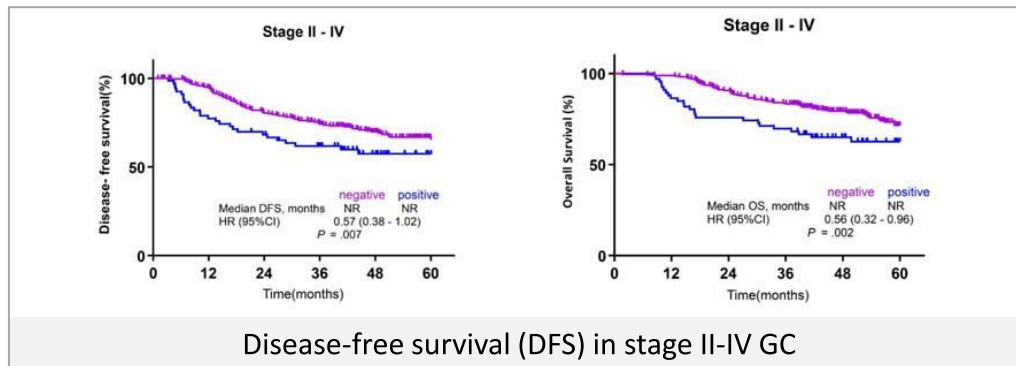 Stage II - IV
Disease- free survival(%)
100
50
0
0 12 24 36 48 60
Time(months)
negative positive
Median DFS, months NR NR
HR (95%CI) 0.57 (0.38 - 1.02)
P = .007
Stage II - IV
Overall Survival (%)
100
50
0
0 12 24 36 48 60
Time(months)
negative positive
Median OS, months NR NR
HR (95%CI) 0.56 (0.32 - 0.96)
P = .002
Disease-free survival (DFS) in stage II-IV GC